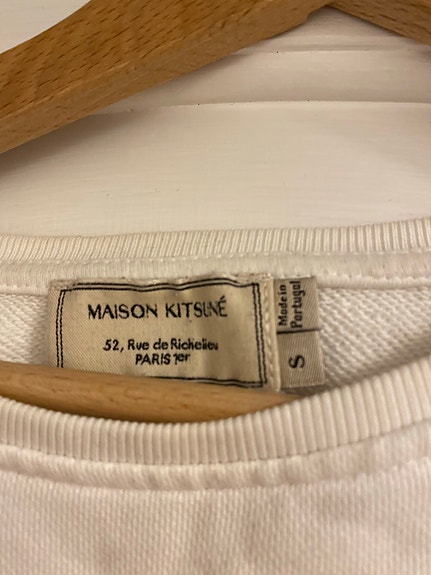 MAISON KITSUNÉ
52, Rue de Richelieu
PARIS 1er
Made in
Portugal
S